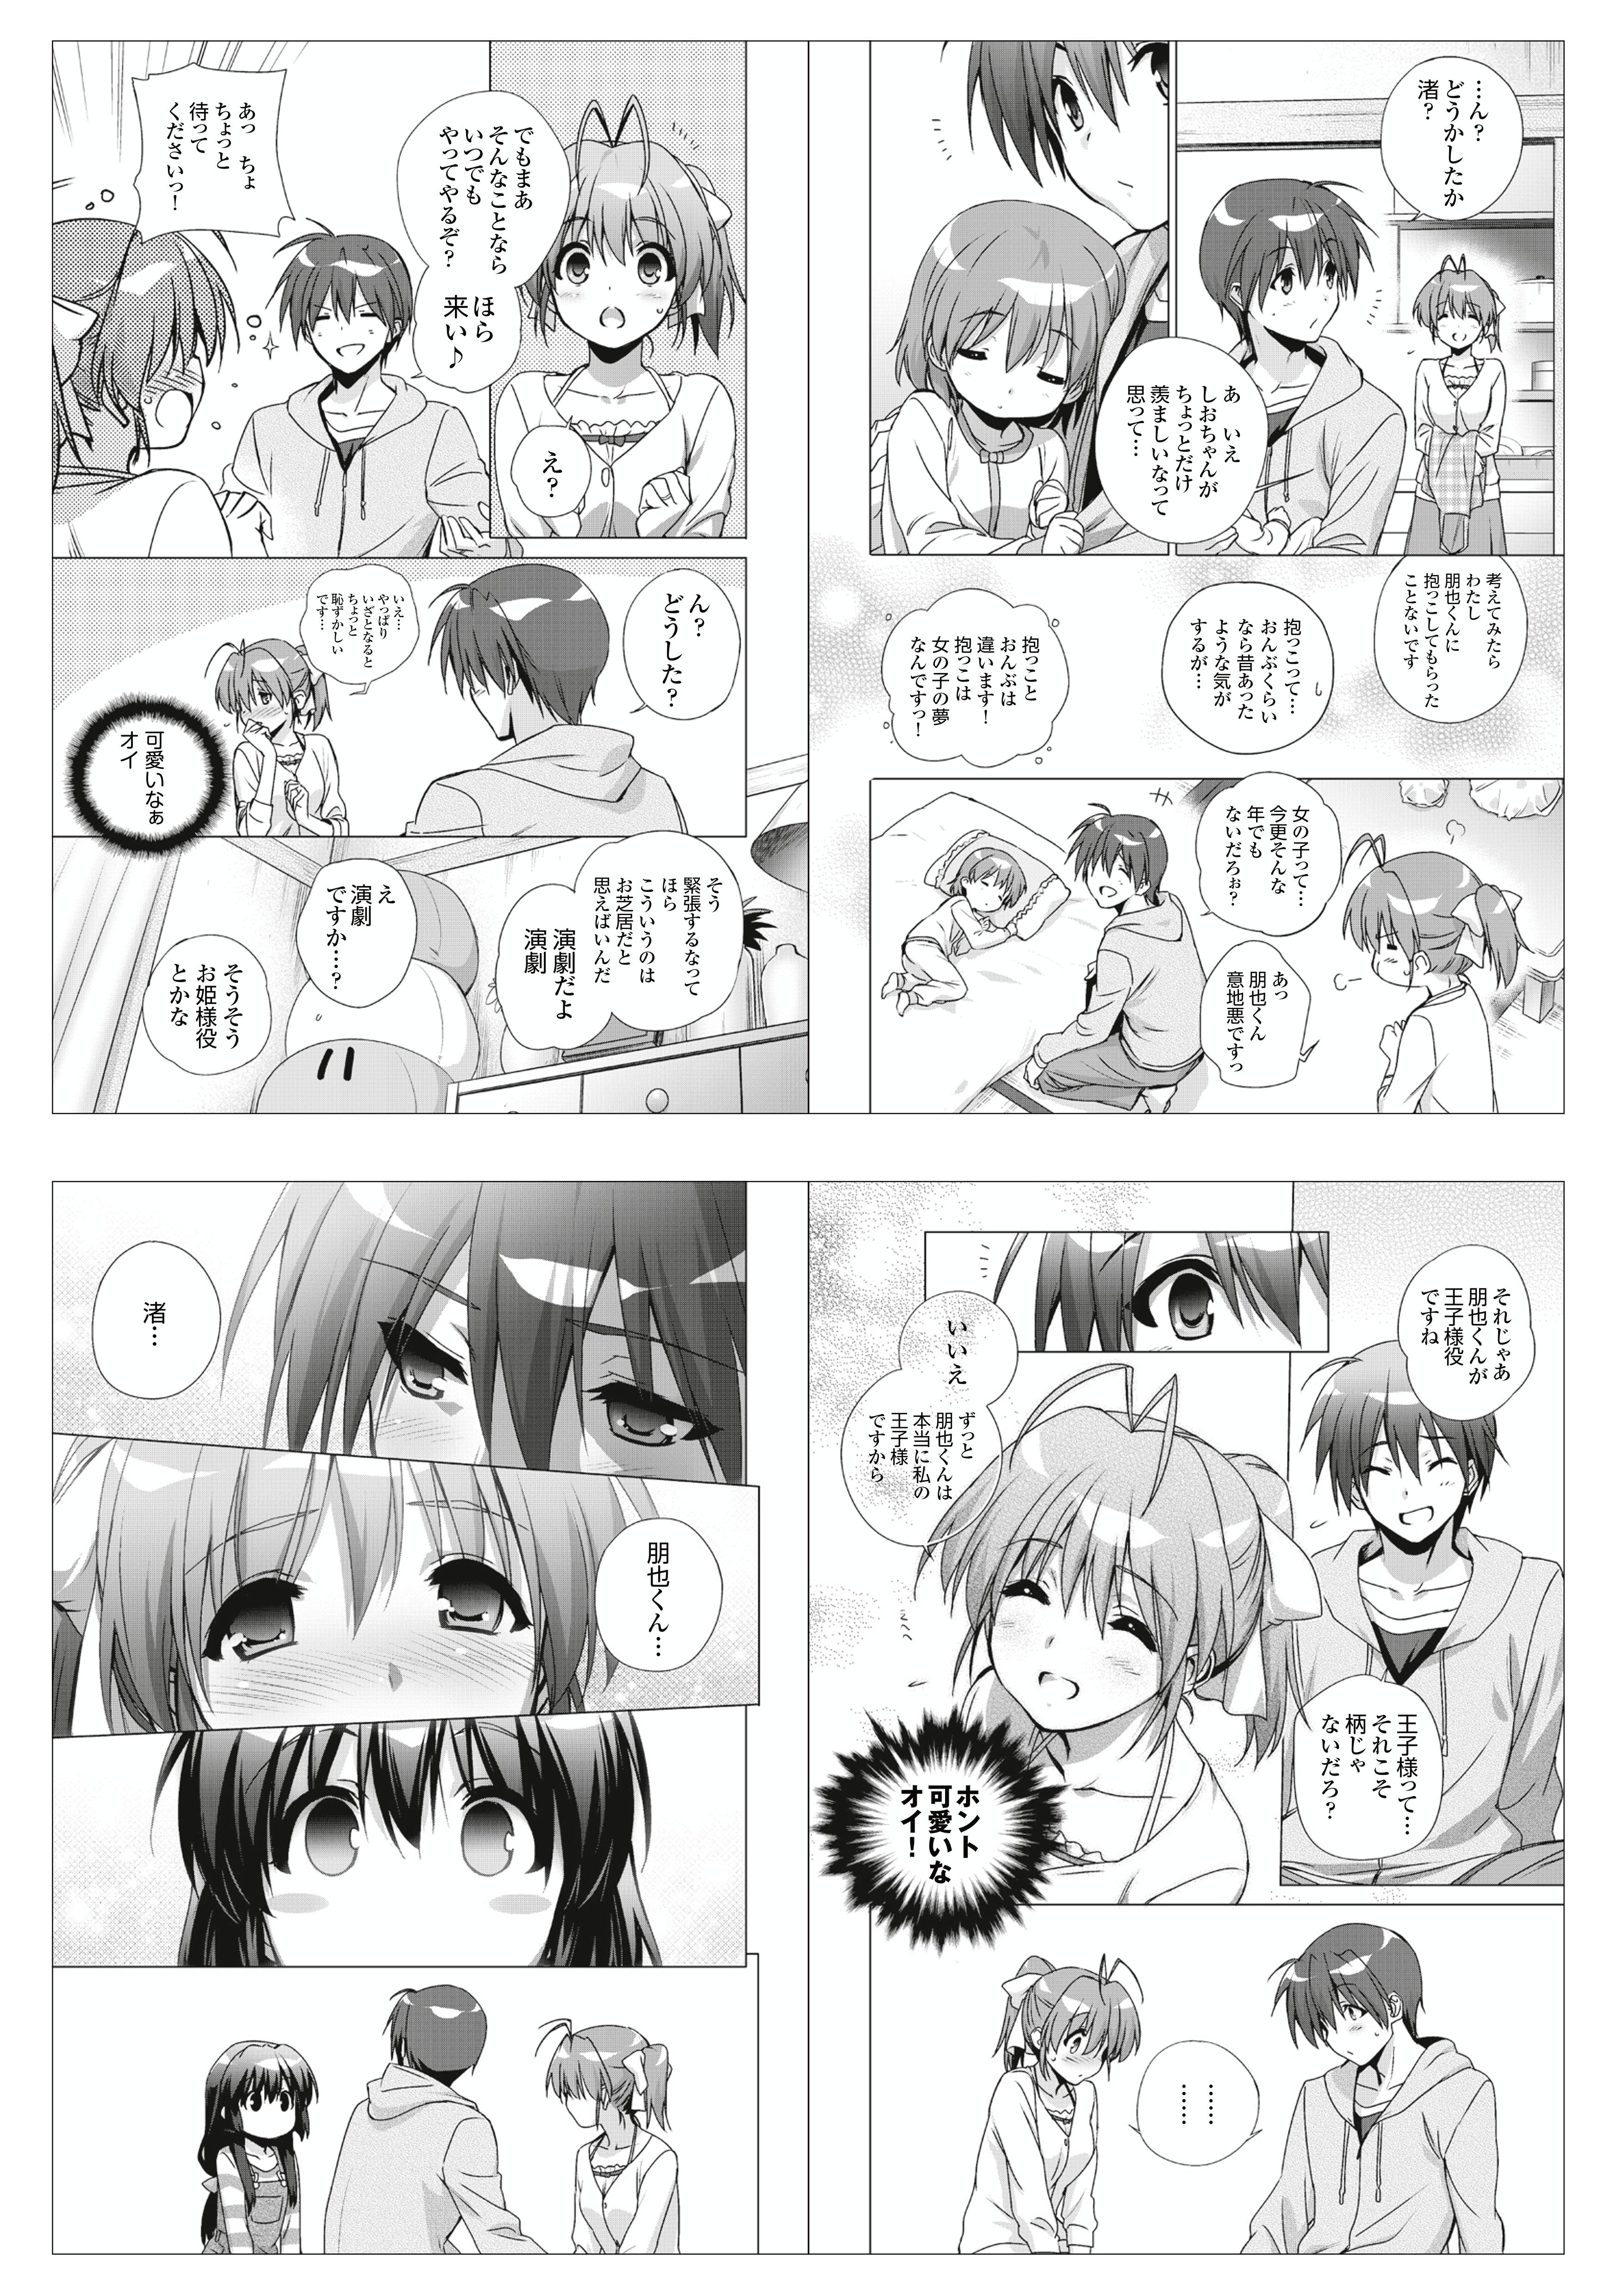 …ん？
どうかしたか
渚？
あ　いえ
しおちゃんが
ちょっとだけ
羨ましいなって
思って…
考えてみたら
わたし
朋也くんに
抱っこしてもらった
ことないです
抱っこって…
おんぶくらい
なら昔あった
ような気が
するが…
抱っこと
おんぶは
違います！
抱っこは
女の子の夢
なんですっ！
女の子って…
今更そんな
年でも
ないだろぉ？
あっ
朋也くん
意地悪ですっ
え？
でもまあ
そんなことなら
いつでも
やってやるぞ？
ほら
来い♪
あっ　ちょ
ちょっと
待って
くださいっ！
ん？
どうした？
いえ…
やっぱり
いざとなると
ちょっと
恥ずかしい
です…
可愛いなぁ
オイ
そう
緊張するなって
ほら
こういうのは
お芝居だと
思えばいんだ
演劇だよ
演劇
え
演劇
ですか…？
そうそう
お姫様役
とかな
それじゃあ
朋也くんが
王子様役
ですね
王子様って…
それこそ
柄じゃ
ないだろ？
いいえ
ずっと
朋也くんは
本当に私の
王子様
ですから
ホント
可愛いな
オイ！
……
……
渚…
朋也くん…